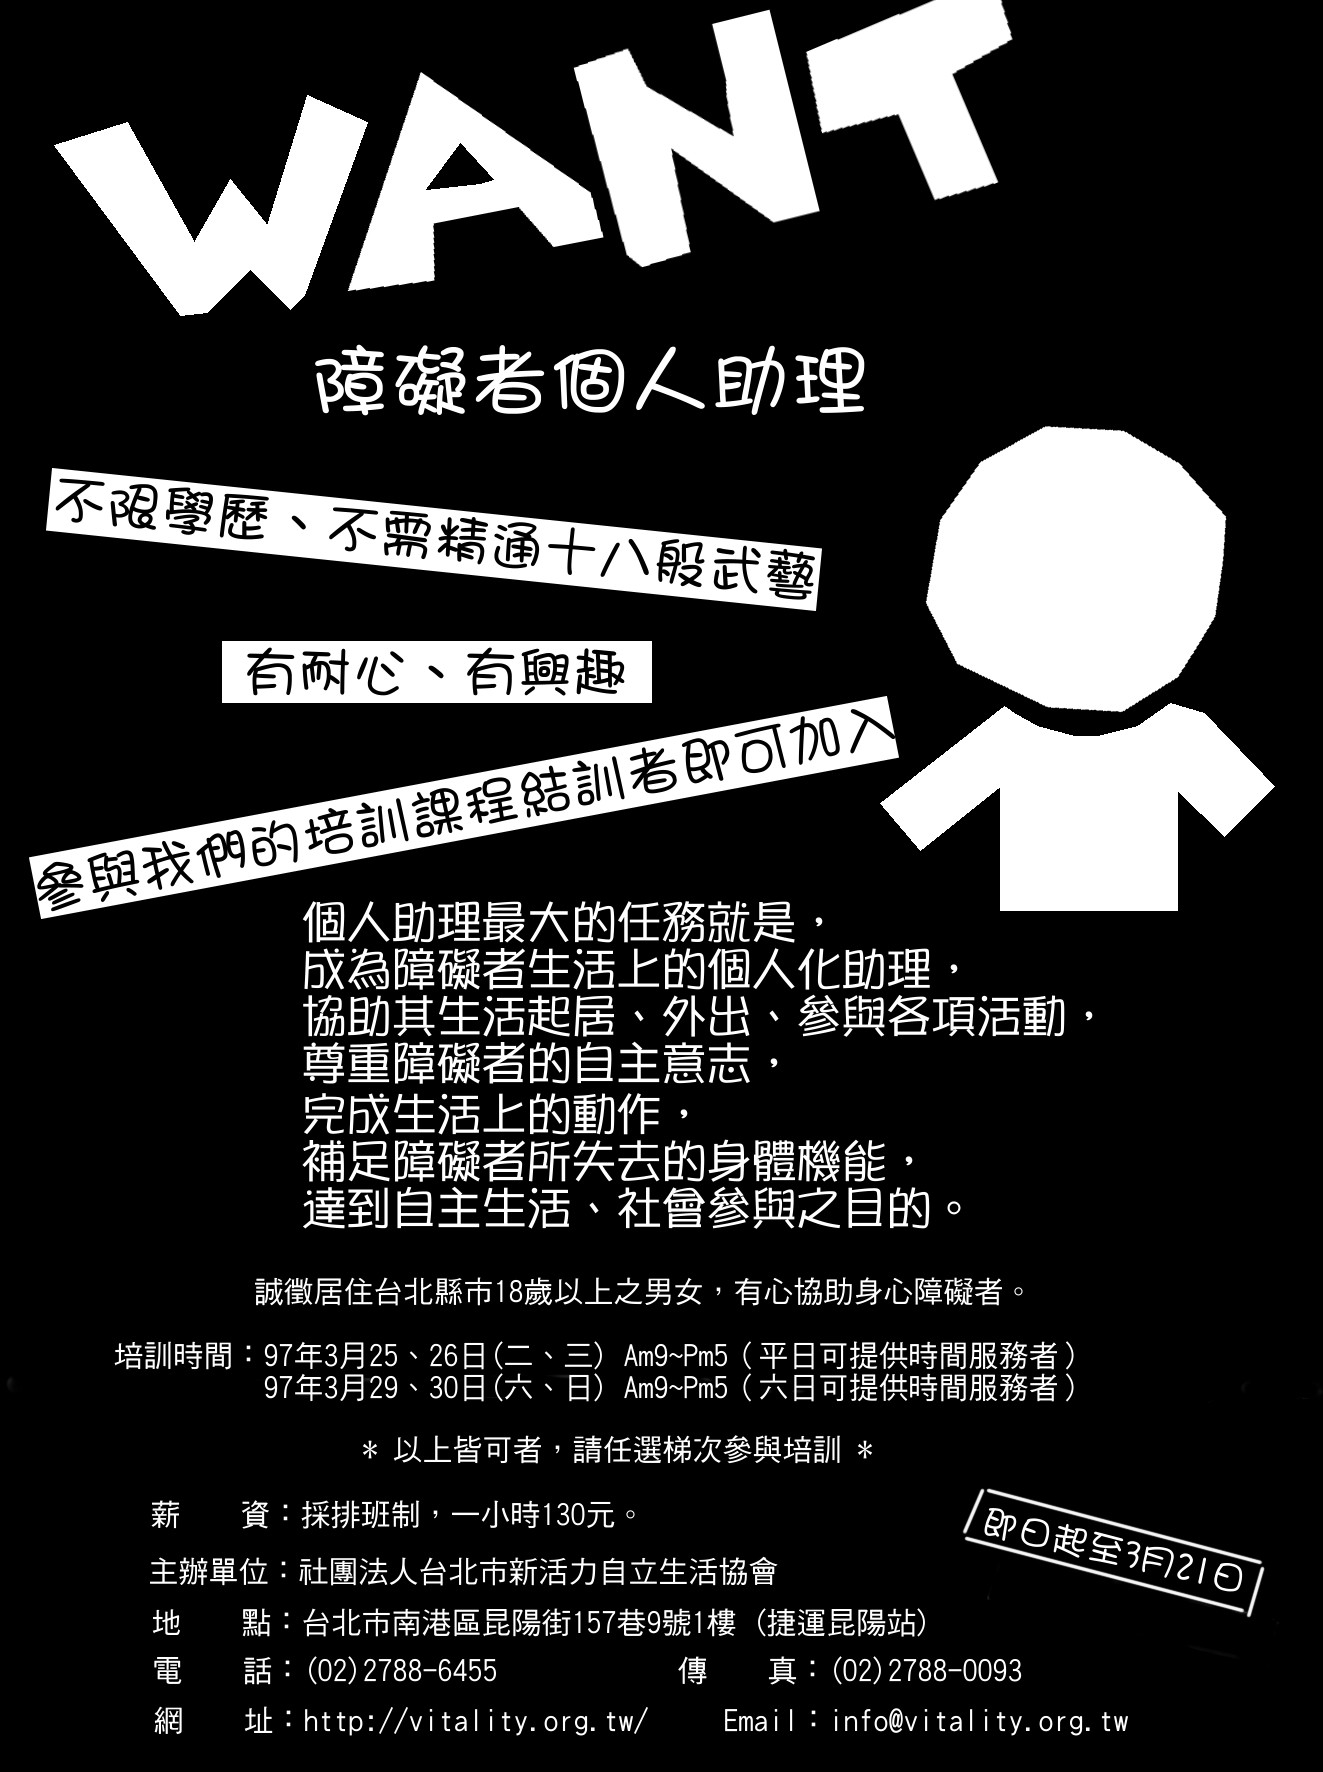 WANT
障礙者個人助理
不限學歷、不需精通十八般武藝
有耐心、有興趣
參與我們的培訓課程結訓者即可加入
個人助理最大的任務就是，
成為障礙者生活上的個人化助理，
協助其生活起居、外出、參與各項活動，
尊重障礙者的自主意志，
完成生活上的動作，
補足障礙者所失去的身體機能，
達到自主生活、社會參與之目的。
誠徵居住台北縣市18歲以上之男女，有心協助身心障礙者。
培訓時間：97年3月25、26日(二、三) Am9~Pm5（平日可提供時間服務者）
97年3月29、30日(六、日) Am9~Pm5（六日可提供時間服務者）
* 以上皆可者，請任選梯次參與培訓 *
薪　　資：採排班制，一小時130元。
即日起至3月21日
主辦單位：社團法人台北市新活力自立生活協會
地　　點：台北市南港區昆陽街157巷9號1樓 (捷運昆陽站)
電　　話：(02)2788-6455　　傳　　真：(02)2788-0093
網　　址：http://vitality.org.tw/　　Email：info@vitality.org.tw